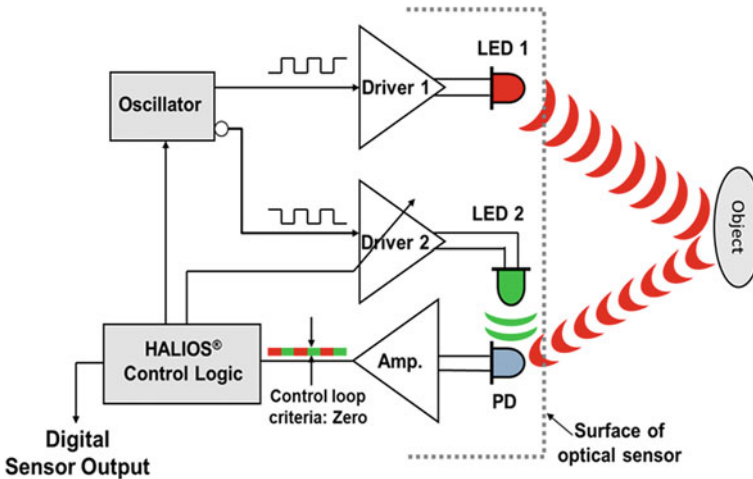 LED 1
Oscillator
Driver 1
LED 2
Object
Driver 2
HALIOS®
Control Logic
Amp.
Control loop
criteria: Zero
PD
Digital
Sensor Output
Surface of
optical sensor